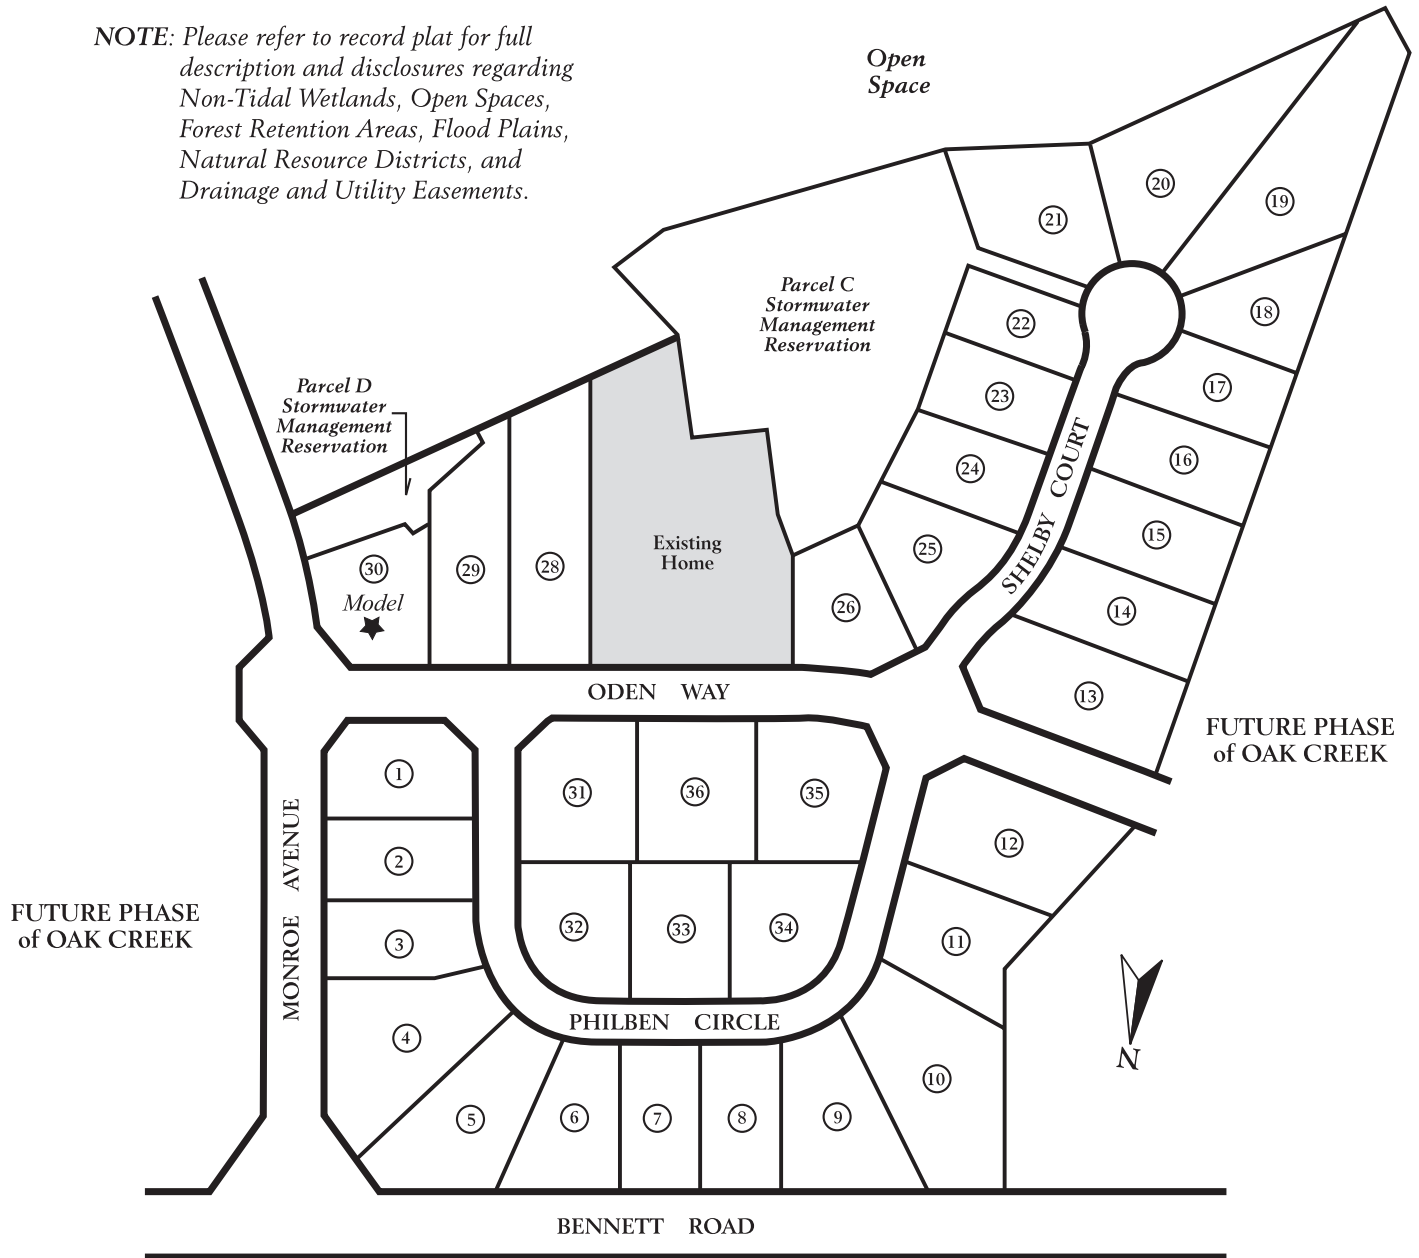 NOTE: Please refer to record plat for full
description and disclosures regarding
Non-Tidal Wetlands, Open Spaces,
Forest Retention Areas, Flood Plains,
Natural Resource Districts, and
Drainage and Utility Easements.
Open
Space
20
19
21
Parcel C
Stormwater
Management
Reservation
22
18
Parcel D
Stormwater
Management
Reservation
23
17
24
16
SHELBY COURT
25
15
Existing
Home
30
Model
29
28
26
14
13
ODEN WAY
FUTURE PHASE
of OAK CREEK
1
31
36
35
2
12
MONROE AVENUE
FUTURE PHASE
of OAK CREEK
3
32
33
34
11
PHILBEN CIRCLE
4
N
10
5
6
7
8
9
BENNETT ROAD